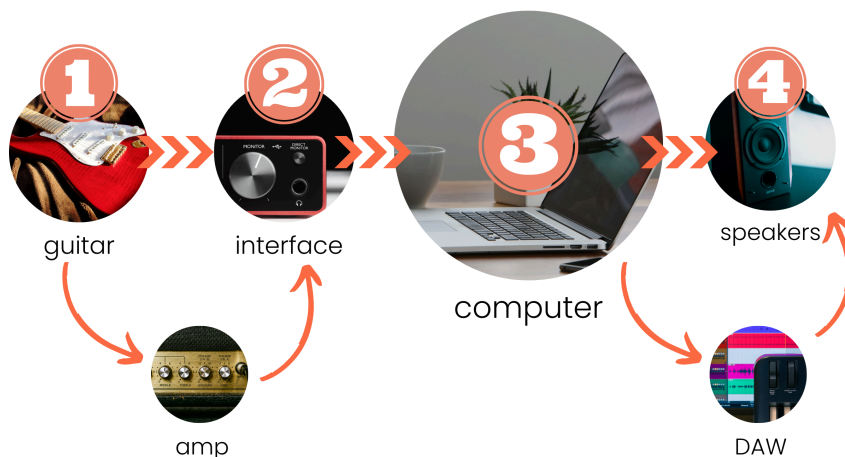 1
2
3
4
MONITOR
DIRECT
MONITOR
guitar
interface
computer
speakers
amp
DAW